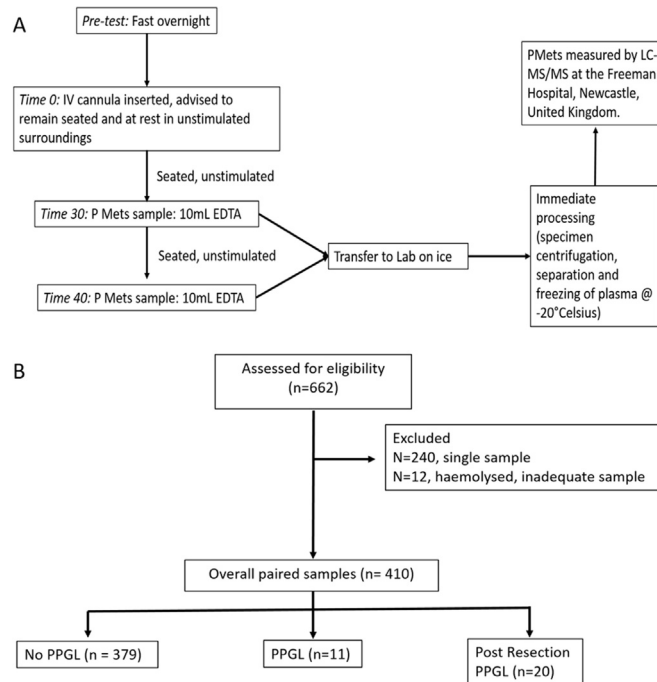 A
Pre-test: Fast overnight
Time 0: IV cannula inserted, advised to
remain seated and at rest in unstimulated
surroundings
Seated, unstimulated
Time 30: P Mets sample: 10mL EDTA
Seated, unstimulated
Time 40: P Mets sample: 10mL EDTA
Transfer to Lab on ice
Immediate
processing
(specimen
centrifugation,
separation and
freezing of plasma @
-20°Celsius)
PMets measured by LC-
MS/MS at the Freeman
Hospital, Newcastle,
United Kingdom.
B
Assessed for eligibility
(n=662)
Excluded
N=240, single sample
N=12, haemolysed, inadequate sample
Overall paired samples (n= 410)
No PPGL (n = 379)
PPGL (n=11)
Post Resection
PPGL (n=20)